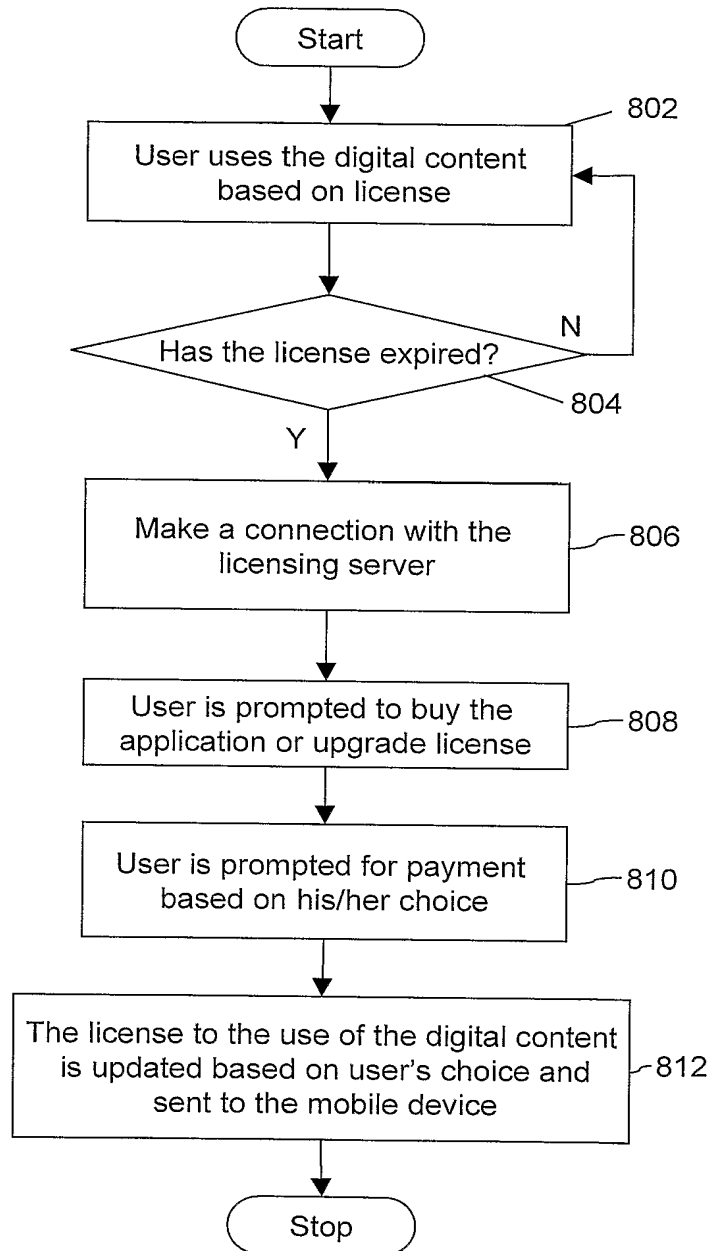 Start
802
User uses the digital content
based on license
N
Has the license expired?
804
Y
Make a connection with the
licensing server
806
User is prompted to buy the
application or upgrade license
808
User is prompted for payment
based on his/her choice
810
The license to the use of the digital content
is updated based on user's choice and
sent to the mobile device
812
Stop